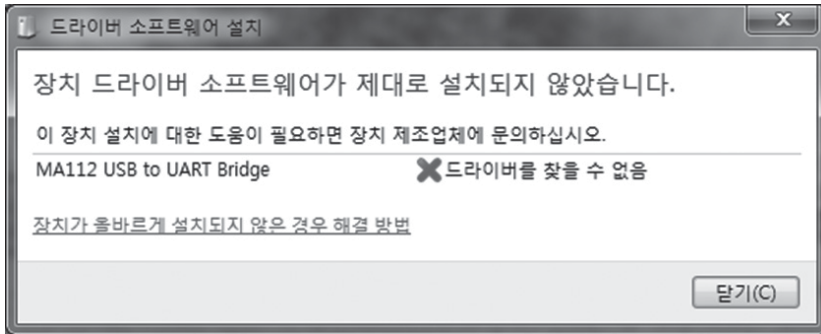 드라이버 소프트웨어 설치
장치 드라이버 소프트웨어가 제대로 설치되지 않았습니다.
이 장치 설치에 대한 도움이 필요하면 장치 제조업체에 문의하십시오.
MA112 USB to UART Bridge 드라이버를 찾을 수 없음
장치가 올바르게 설치되지 않은 경우 해결 방법
닫기(C)